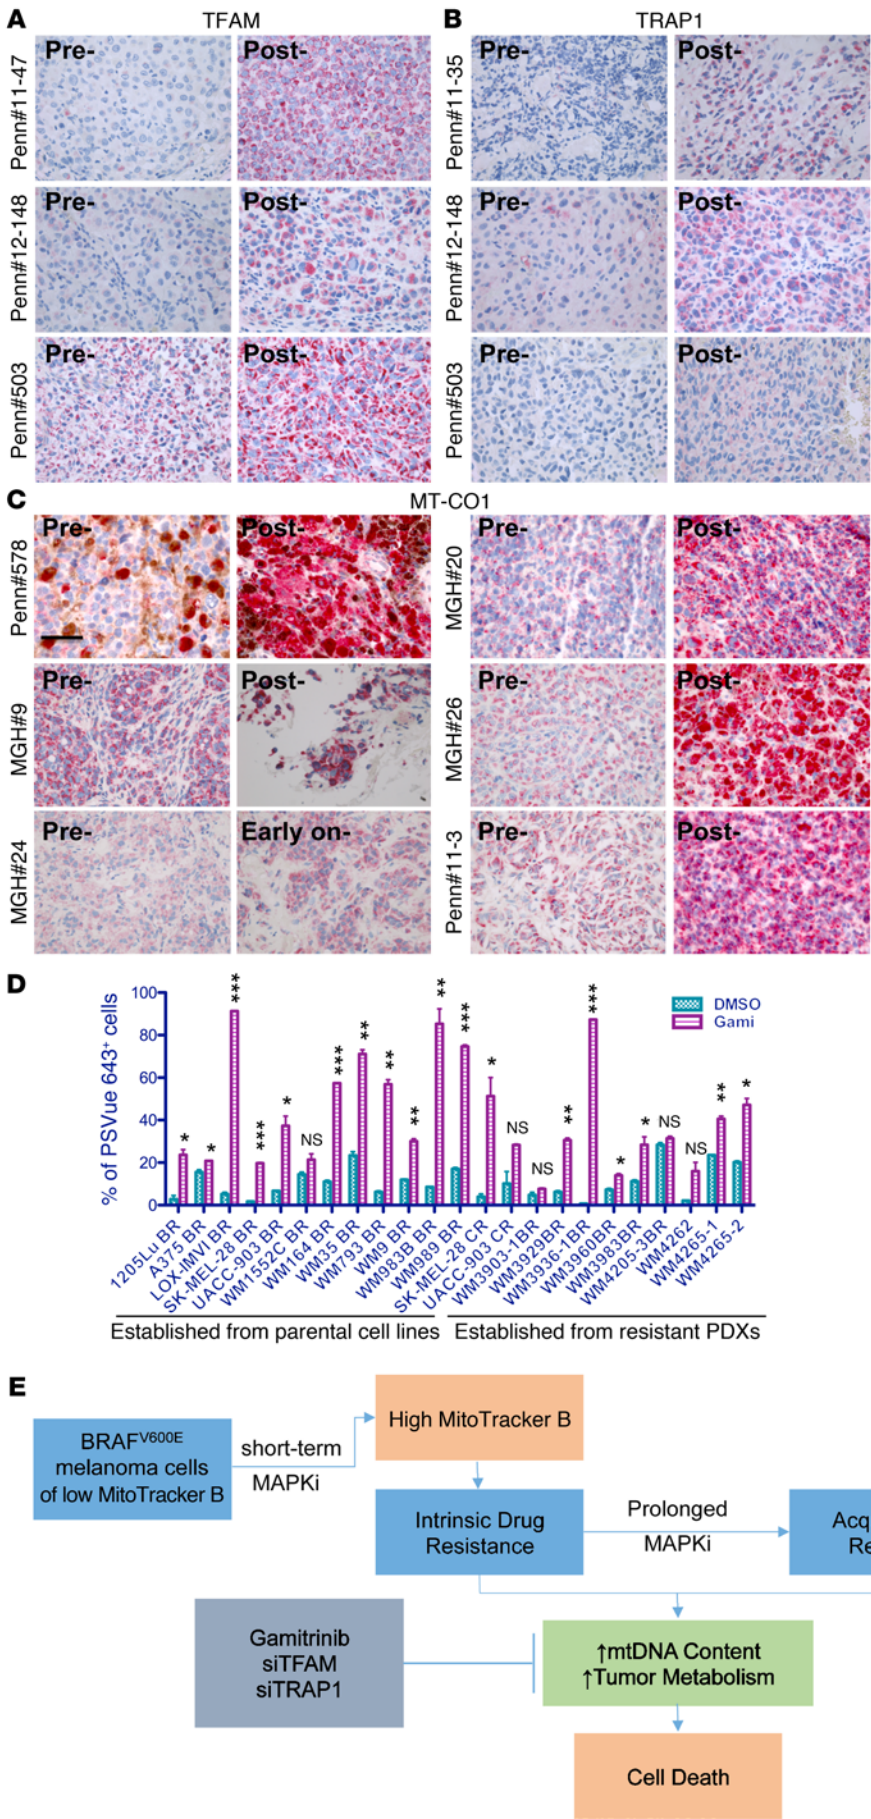 A
TFAM
B
TRAP1
Penn#11-47
Pre-
Post-
Penn#11-35
Pre-
Post-
Penn#12-148
Pre-
Post-
Penn#12-148
Pre-
Post-
Penn#503
Pre-
Post-
Penn#503
Pre-
Post-
C
MT-CO1
Penn#578
Pre-
Post-
MGH#20
Pre-
Post-
MGH#9
Pre-
Post-
MGH#26
Pre-
Post-
MGH#24
Pre-
Early on-
Penn#11-3
Pre-
Post-
D
% of PSVue 643+ cells
100
80
60
40
20
0
DMSO
Gami
*
*
***
***
*
NS
***
**
**
**
**
***
*
NS
NS
**
***
*
*
NS
NS
**
*
1205Lu BR
A375 BR
LOX-IMVI BR
SK-MEL-28 BR
UACC-903 BR
WM1552C BR
WM164 BR
WM35 BR
WM793 BR
WM9 BR
WM983B BR
WM989 BR
SK-MEL-28 CR
UACC-903 CR
WM3903-1BR
WM3929BR
WM3936-1BR
WM3960BR
WM3983BR
WM4205-3BR
WM4262
WM4265-1
WM4265-2
Established from parental cell lines
Established from resistant PDXs
E
BRAFV600E
melanoma cells
of low MitoTracker B
short-term
MAPKi
High MitoTracker B
Intrinsic Drug
Resistance
Prolonged
MAPKi
Acq
Re
Gamitrinib
siTFAM
siTRAP1
↑mtDNA Content
↑Tumor Metabolism
Cell Death